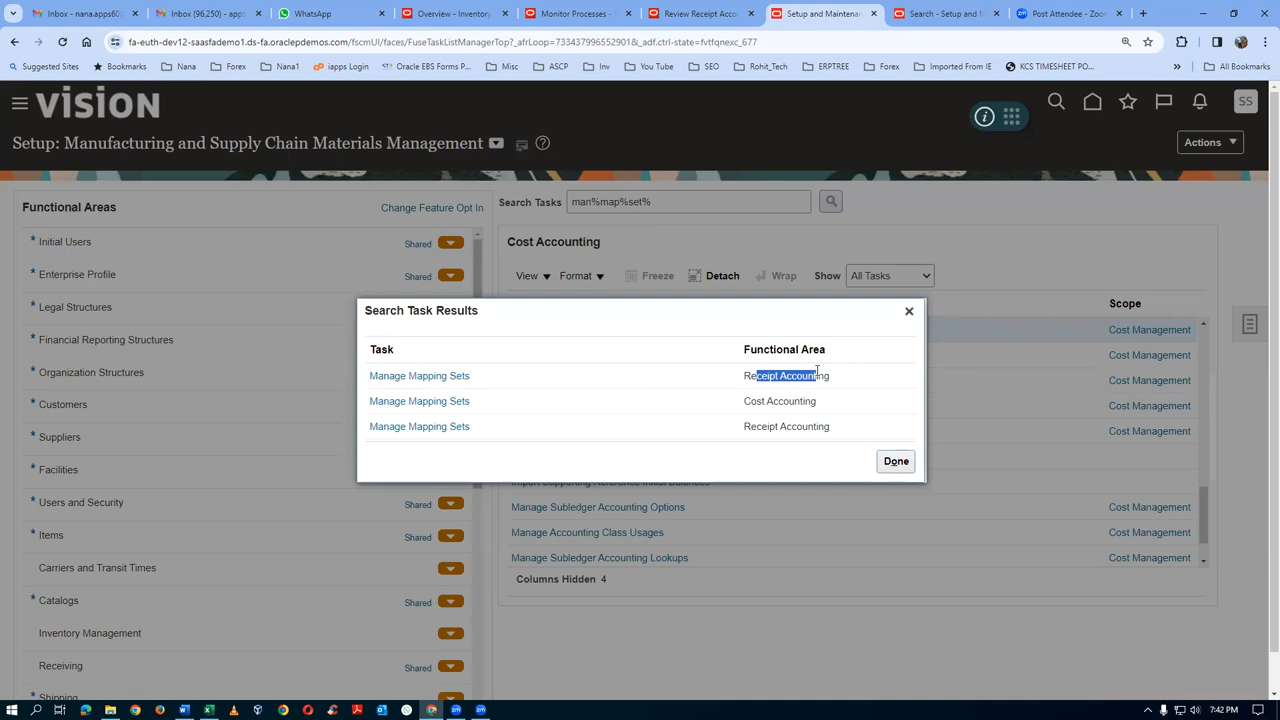 Inbox - nana.apps60
Inbox (96,250) - apps
WhatsApp
Overview - Inventory
Monitor Processes - S
Review Receipt Accou
Setup and Maintenan
Search - Setup and
Post Attendee - Zoo
fa-euth-dev12-saasfademo1.ds-fa.oraclepdemos.com/fscmUI/faces/FuseTaskListManagerTop?_afrLoop=733437996552901&_adf.ctrl-state=fvtfqnexc_677
Suggested Sites
Bookmarks
Nana
Forex
Nana1
iapps Login
Oracle EBS Forms P...
Misc
ASCP
Inv
You Tube
SEO
Rohit_Tech
ERPTREE
Forex
Imported From IE
KCS TIMESHEET PO...
»
All Bookmarks
VISION
SS
Setup: Manufacturing and Supply Chain Materials Management
Actions
Functional Areas
Change Feature Opt In
Search Tasks
man%map%set%
* Initial Users
Shared
* Enterprise Profile
Shared
* Legal Structures
* Financial Reporting Structures
* Organization Structures
* Customers
* Suppliers
* Facilities
* Users and Security
Shared
* Items
Shared
Carriers and Transit Times
* Catalogs
Shared
Inventory Management
Receiving
Shared
Shipping
Cost Accounting
View
Format
Freeze
Detach
Wrap
Show
All Tasks
Scope
Cost Management
Cost Management
Cost Management
Cost Management
Cost Management
Search Task Results
Task
Functional Area
Manage Mapping Sets
Receipt Accounting
Manage Mapping Sets
Cost Accounting
Manage Mapping Sets
Receipt Accounting
Done
Manage Subledger Accounting Options
Cost Management
Manage Accounting Class Usages
Cost Management
Manage Subledger Accounting Lookups
Cost Management
Columns Hidden 4
7:42 PM